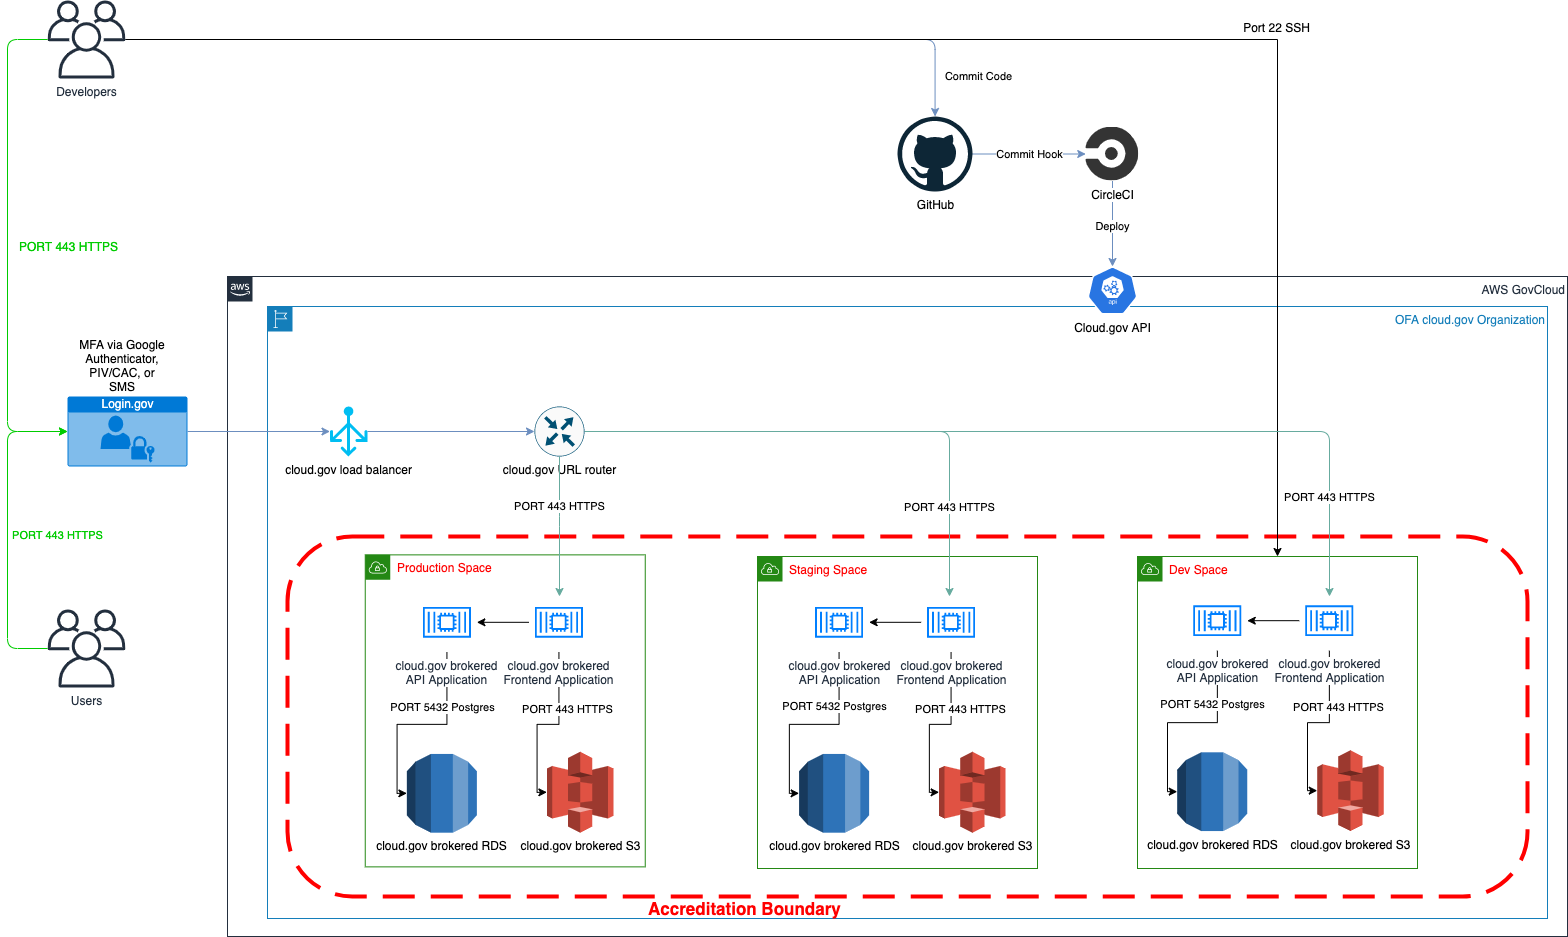 Port 22 SSH
Commit Code
Developers
Commit Hook
CircleCI
GitHub
Deploy
PORT 443 HTTPS
aws
AWS GovCloud
api
Cloud.gov API
OFA cloud.gov Organization
MFA via Google
Authenticator,
PIV/CAC, or
SMS
Login.gov
cloud.gov load balancer
cloud.gov URL router
PORT 443 HTTPS
PORT 443 HTTPS
PORT 443 HTTPS
PORT 443 HTTPS
Production Space
Staging Space
Dev Space
cloud.gov brokered
API Application
cloud.gov brokered
Frontend Application
cloud.gov brokered
API Application
cloud.gov brokered
Frontend Application
cloud.gov brokered
API Application
cloud.gov brokered
Frontend Application
Users
PORT 5432 Postgres
PORT 443 HTTPS
PORT 5432 Postgres
PORT 443 HTTPS
PORT 5432 Postgres
PORT 443 HTTPS
cloud.gov brokered RDS
cloud.gov brokered S3
cloud.gov brokered RDS
cloud.gov brokered S3
cloud.gov brokered RDS
cloud.gov brokered S3
Accreditation Boundary